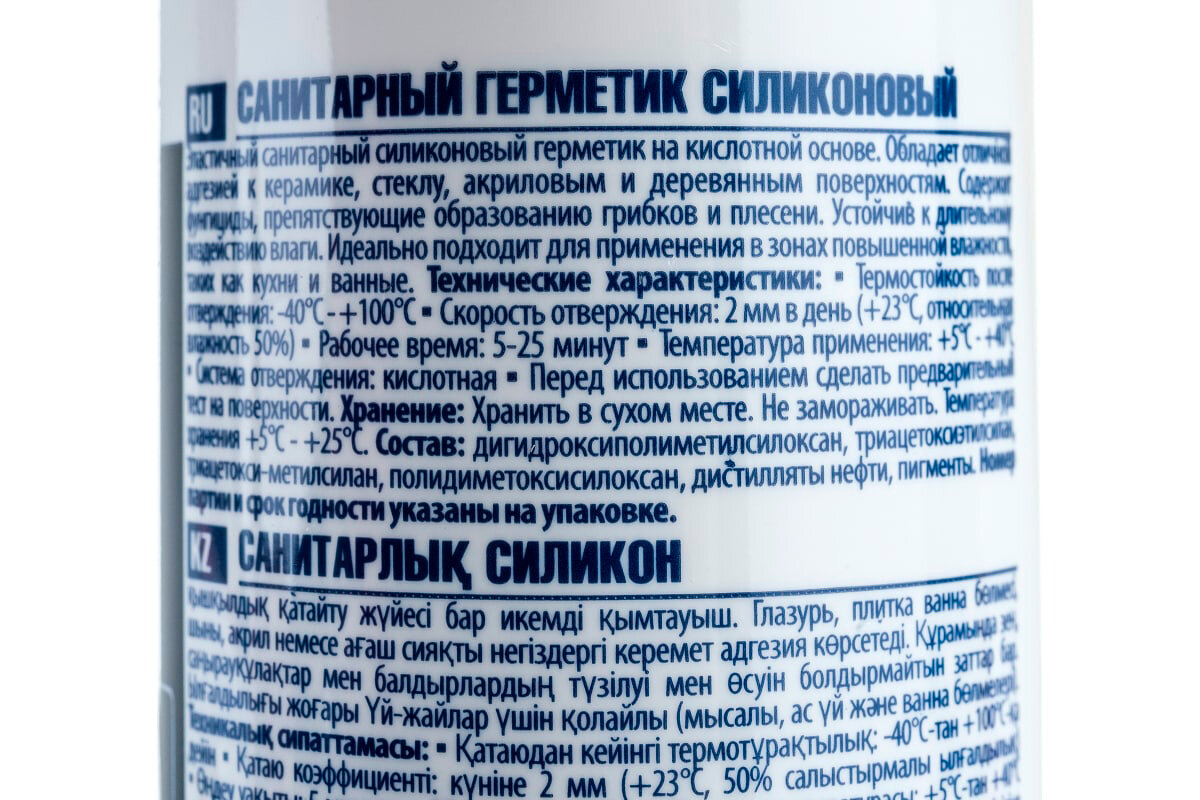 RU САНИТАРНЫЙ ГЕРМЕТИК СИЛИКОНОВЫЙ
Эластичный санитарный силиконовый герметик на кислотной основе. Обладает отличной
адгезией к керамике, стеклу, акриловым и деревянным поверхностям. Содержит
фунгициды, препятствующие образованию грибков и плесени. Устойчив к длительному
воздействию влаги. Идеально подходит для применения в зонах повышенной влажности,
таких как кухни и ванные. Технические характеристики: ▪ Термостойкость после
отверждения: -40°С - +100°С ▪ Скорость отверждения: 2 мм в день (+23°С, относительная
влажность 50%) ▪ Рабочее время: 5-25 минут ▪ Температура применения: +5°С - +40°С
▪ Система отверждения: кислотная ▪ Перед использованием сделать предварительный
тест на поверхности. Хранение: Хранить в сухом месте. Не замораживать. Температура
хранения +5°С - +25°С. Состав: дигидроксиполиметилсилоксан, триацетоксиэтилсилан,
триацетокси-метилсилан, полидиметоксисилоксан, дистилляты нефти, пигменты. Номер
партии и срок годности указаны на упаковке.
KZ САНИТАРЛЫҚ СИЛИКОН
Қышқылдық қатайту жүйесі бар икемді қымтауыш. Глазурь, плитка ванна бөлмесі,
шыны, акрил немесе ағаш сияқты негіздергі керемет адгезия көрсетеді. Құрамында зең
саңырауқұлақтар мен балдырлардың түзілуі мен өсуін болдырмайтын заттар бар.
Ылғалдылығы жоғары Үй-жайлар үшін қолайлы (мысалы, ас үй және ванна бөлмелері).
Техникалық сипаттамасы: ▪ Қатаюдан кейінгі термотұрақтылық: -40°С-тан +100°С-қа
дейін ▪ Қатаю коэффициенті: күніне 2 мм (+23°С, 50% салыстырмалы ылғалдылық)
▪ Өңдеу уақыты: +5°С-тан +40°С